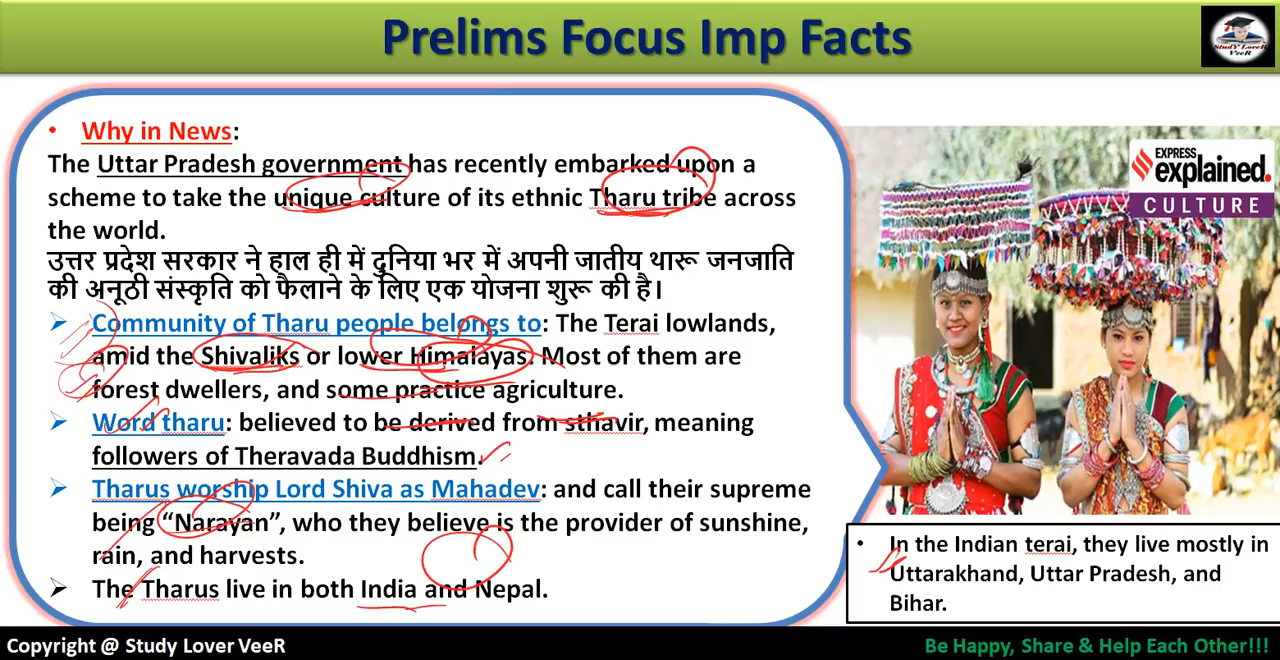 Prelims Focus Imp Facts
StudY LoveR
VeeR
• Why in News:
The Uttar Pradesh government has recently embarked upon a
scheme to take the unique culture of its ethnic Tharu tribe across
the world.
उत्तर प्रदेश सरकार ने हाल ही में दुनिया भर में अपनी जातीय थारू जनजाति
की अनूठी संस्कृति को फैलाने के लिए एक योजना शुरू की है।
➢ Community of Tharu people belongs to: The Terai lowlands,
amid the Shivaliks or lower Himalayas. Most of them are
forest dwellers, and some practice agriculture.
➢ Word tharu: believed to be derived from sthavir, meaning
followers of Theravada Buddhism.
➢ Tharus worship Lord Shiva as Mahadev: and call their supreme
being “Narayan”, who they believe is the provider of sunshine,
rain, and harvests.
➢ The Tharus live in both India and Nepal.
EXPRESS
explained.
CULTURE
• In the Indian terai, they live mostly in
Uttarakhand, Uttar Pradesh, and
Bihar.
Copyright @ Study Lover VeeR
Be Happy, Share & Help Each Other!!!